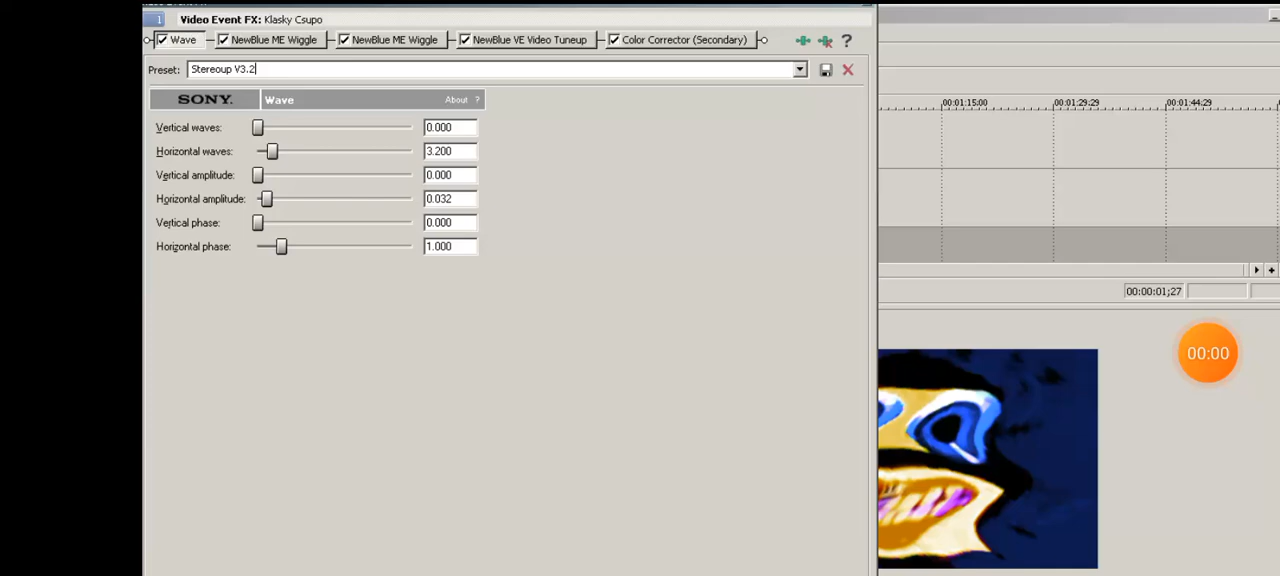 1 Video Event FX: Klasky Csupo
Wave NewBlue ME Wiggle NewBlue ME Wiggle NewBlue VE Video Tuneup Color Corrector (Secondary) ?
Preset: Stereoup V3.2
SONY. Wave About ?
Vertical waves: 0.000
Horizontal waves: 3.200
Vertical amplitude: 0.000
Horizontal amplitude: 0.032
Vertical phase: 0.000
Horizontal phase: 1.000
00:01:15:00 00:01:29:29 00:01:44:29
00:00:01;27
00:00